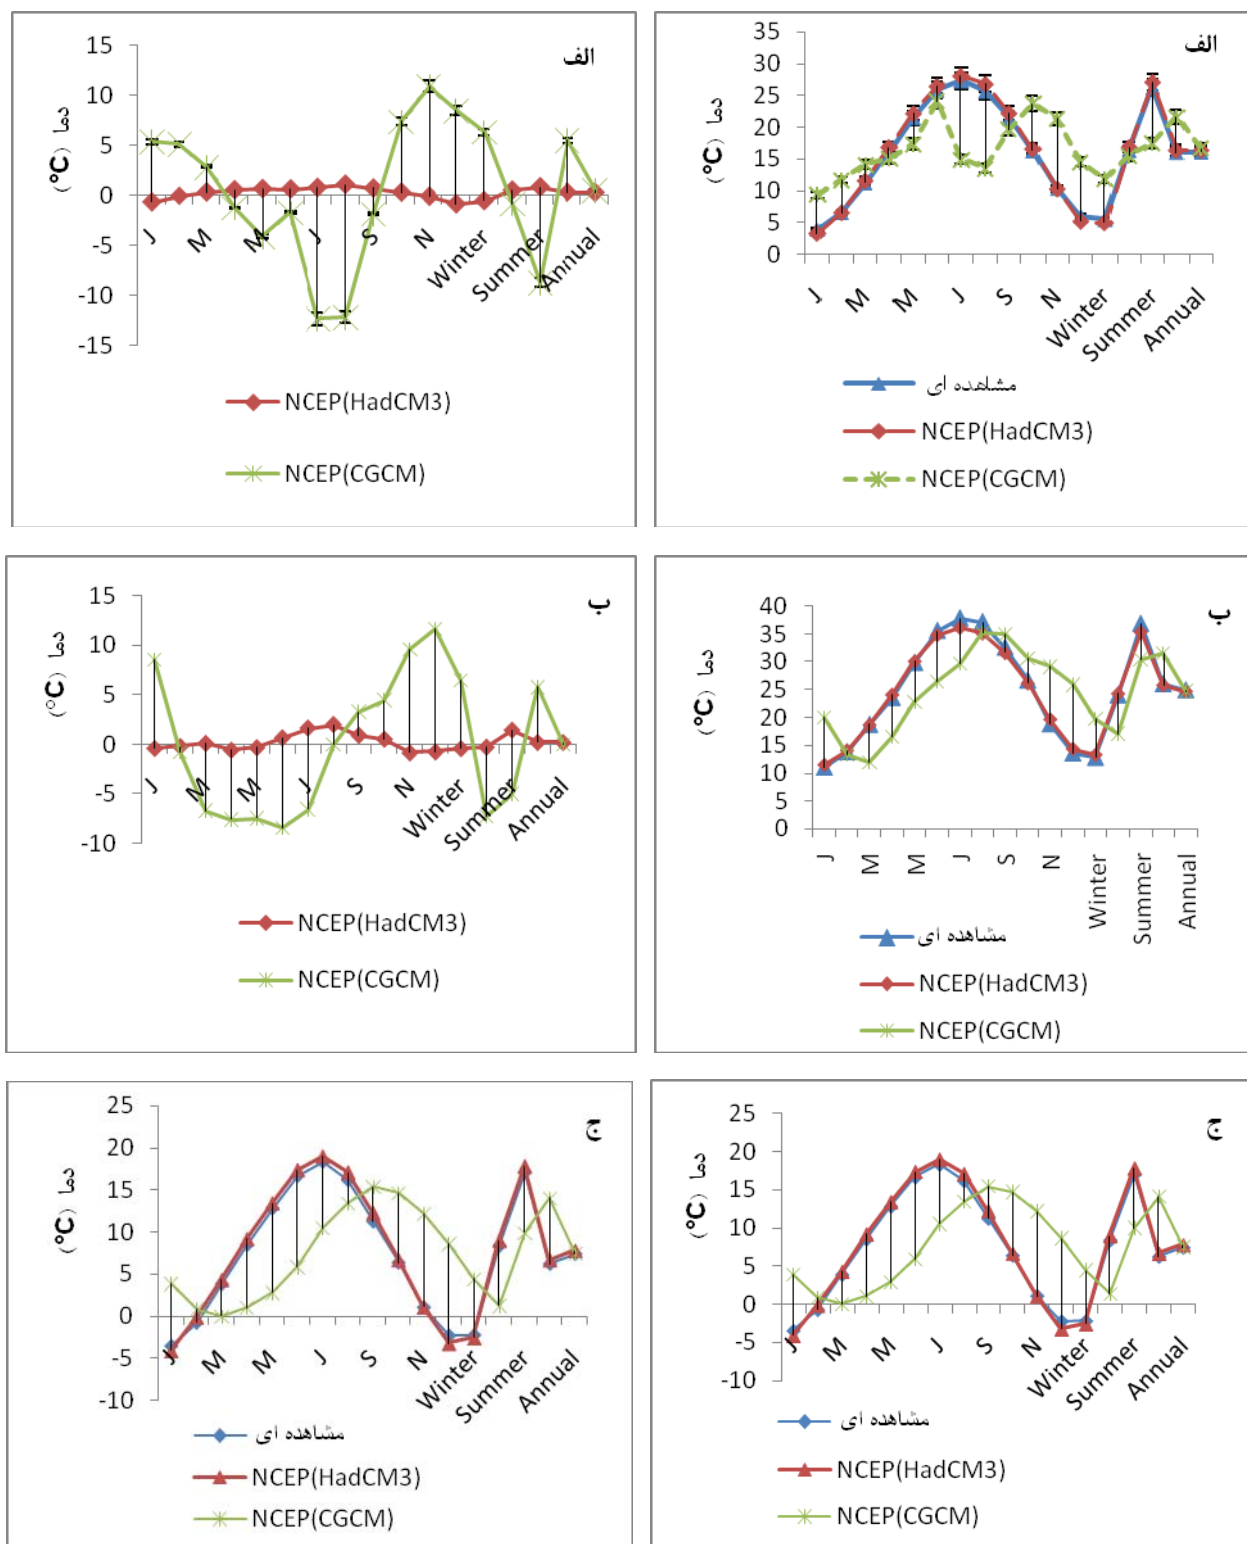 الف
دما (°C)
15
10
5
0
-5
-10
-15
J
M
M
J
S
N
Winter
Summer
Annual
NCEP(HadCM3)
NCEP(CGCM)
الف
دما (°C)
35
30
25
20
15
10
5
0
J
M
M
J
S
N
Winter
Summer
Annual
مشاهده ای
NCEP(HadCM3)
NCEP(CGCM)
ب
دما (°C)
15
10
5
0
-5
-10
J
M
M
J
S
N
Winter
Summer
Annual
NCEP(HadCM3)
NCEP(CGCM)
ب
دما (°C)
40
35
30
25
20
15
10
5
0
J
M
M
J
S
N
Winter
Summer
Annual
مشاهده ای
NCEP(HadCM3)
NCEP(CGCM)
ج
دما (°C)
25
20
15
10
5
0
-5
-10
J
M
M
J
S
N
Winter
Summer
Annual
مشاهده ای
NCEP(HadCM3)
NCEP(CGCM)
ج
دما (°C)
25
20
15
10
5
0
-5
-10
J
M
M
J
S
N
Winter
Summer
Annual
مشاهده ای
NCEP(HadCM3)
NCEP(CGCM)